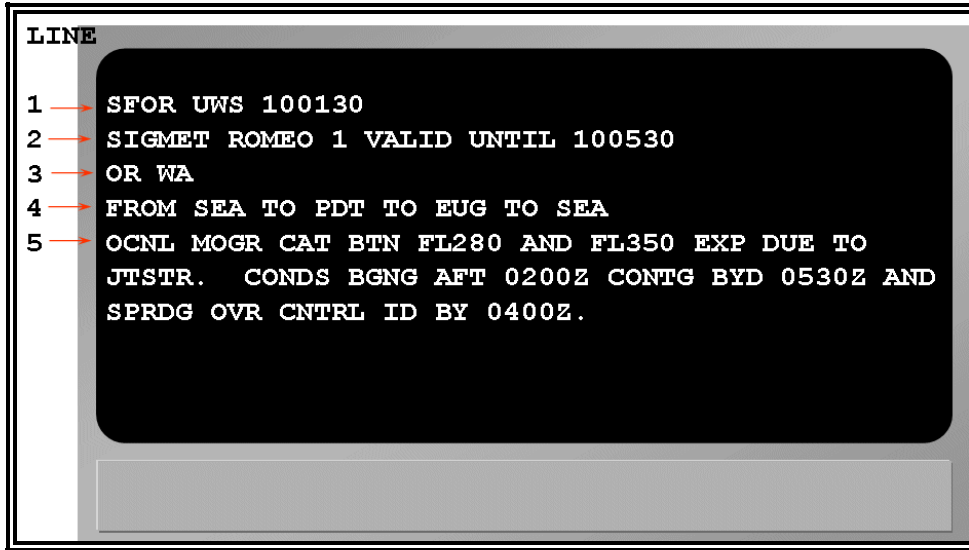 LINE
1 SFOR UWS 100130
2 SIGMET ROMEO 1 VALID UNTIL 100530
3 OR WA
4 FROM SEA TO PDT TO EUG TO SEA
5 OCNL MOGR CAT BTN FL280 AND FL350 EXP DUE TO
JTSTR. CONDS BGNG AFT 0200Z CONTG BYD 0530Z AND
SPRDG OVR CNTRL ID BY 0400Z.